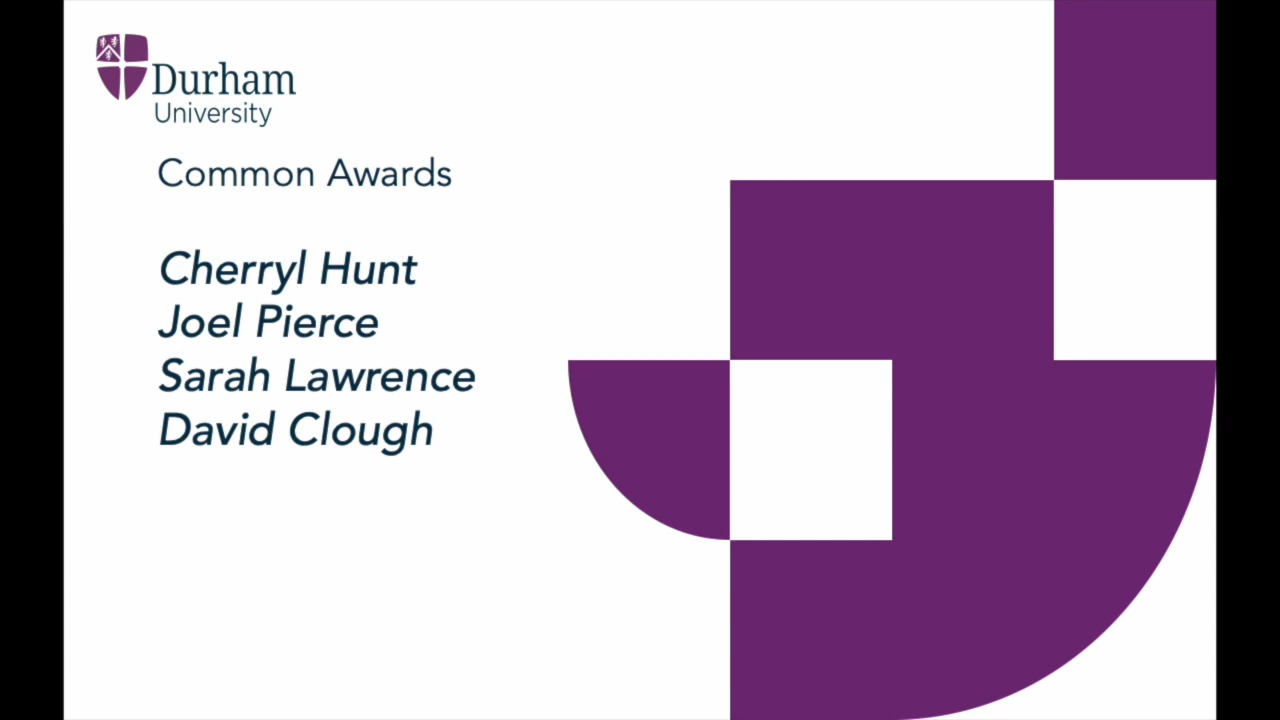 Durham
University
Common Awards
Cherryl Hunt
Joel Pierce
Sarah Lawrence
David Clough